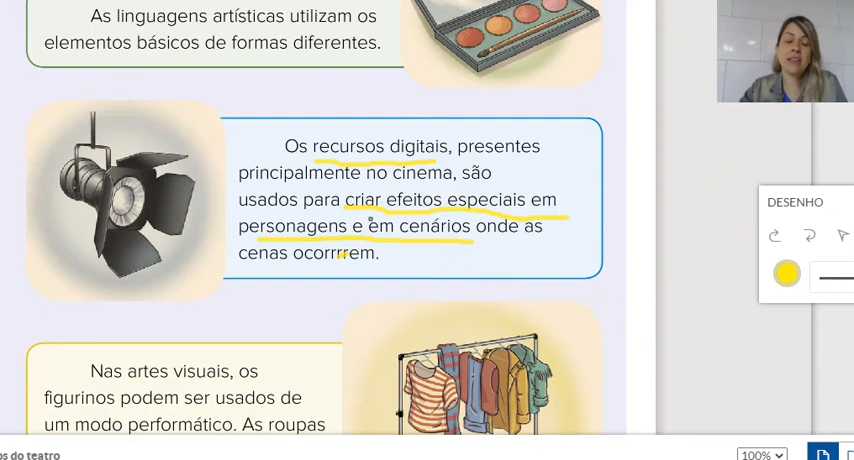 As linguagens artísticas utilizam os
elementos básicos de formas diferentes.
Os recursos digitais, presentes
principalmente no cinema, são
usados para criar efeitos especiais em
personagens e em cenários onde as
cenas ocorrrrem.
DESENHO
Nas artes visuais, os
figurinos podem ser usados de
um modo performático. As roupas
os do teatro
100%